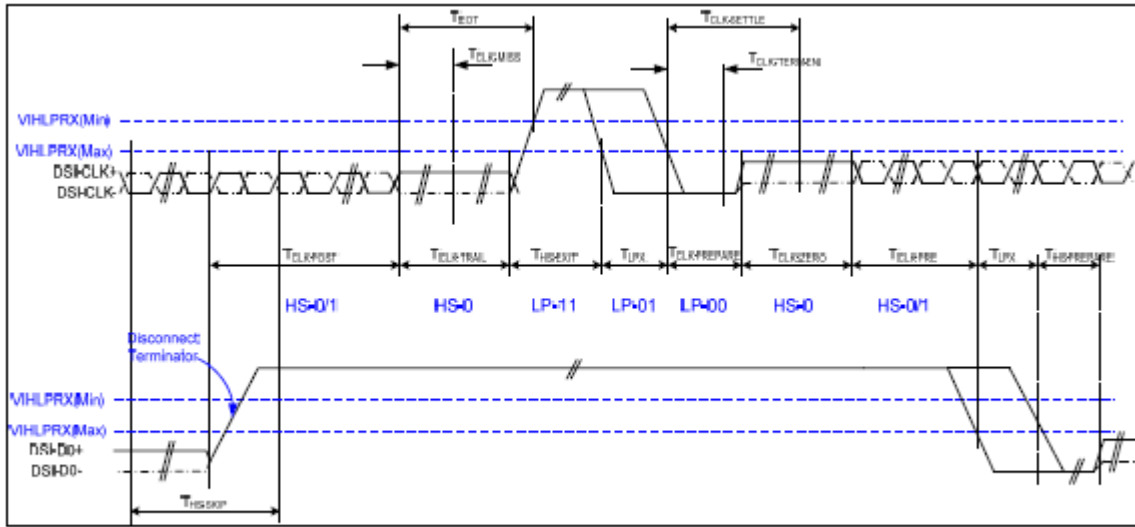 TEOT
TCLK-SETTLE
TCLK-MISS
TCLK-TERM-EN
VIHLPRX(Min)
VIHLPRX(Max)
DSI-CLK+
DSI-CLK-
TCLK-POST
TCLK-TRAIL
THS-EXIT
TLPX
TCLK-PREPARE
TCLK-ZERO
TCLK-PRE
TLPX
THS-PREPARE
HS-0/1
HS-0
LP-11
LP-01
LP-00
HS-0
HS-0/1
Disconnect
Terminator
VIHLPRX(Min)
VIHLPRX(Max)
DSI-D0+
DSI-D0-
THS-SKIP